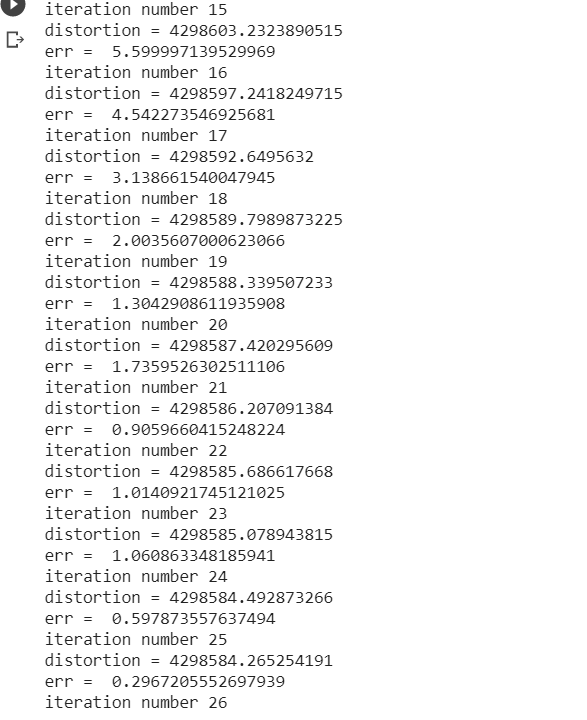 iteration number 15
distortion = 4298603.2323890515
err =  5.599997139529969
iteration number 16
distortion = 4298597.2418249715
err =  4.542273546925681
iteration number 17
distortion = 4298592.6495632
err =  3.138661540047945
iteration number 18
distortion = 4298589.7989873225
err =  2.0035607000623066
iteration number 19
distortion = 4298588.339507233
err =  1.3042908611935908
iteration number 20
distortion = 4298587.420295609
err =  1.7359526302511106
iteration number 21
distortion = 4298586.207091384
err =  0.9059660415248224
iteration number 22
distortion = 4298585.686617668
err =  1.0140921745121025
iteration number 23
distortion = 4298585.078943815
err =  1.060863348185941
iteration number 24
distortion = 4298584.492873266
err =  0.597873557637494
iteration number 25
distortion = 4298584.265254191
err =  0.2967205552697939
iteration number 26